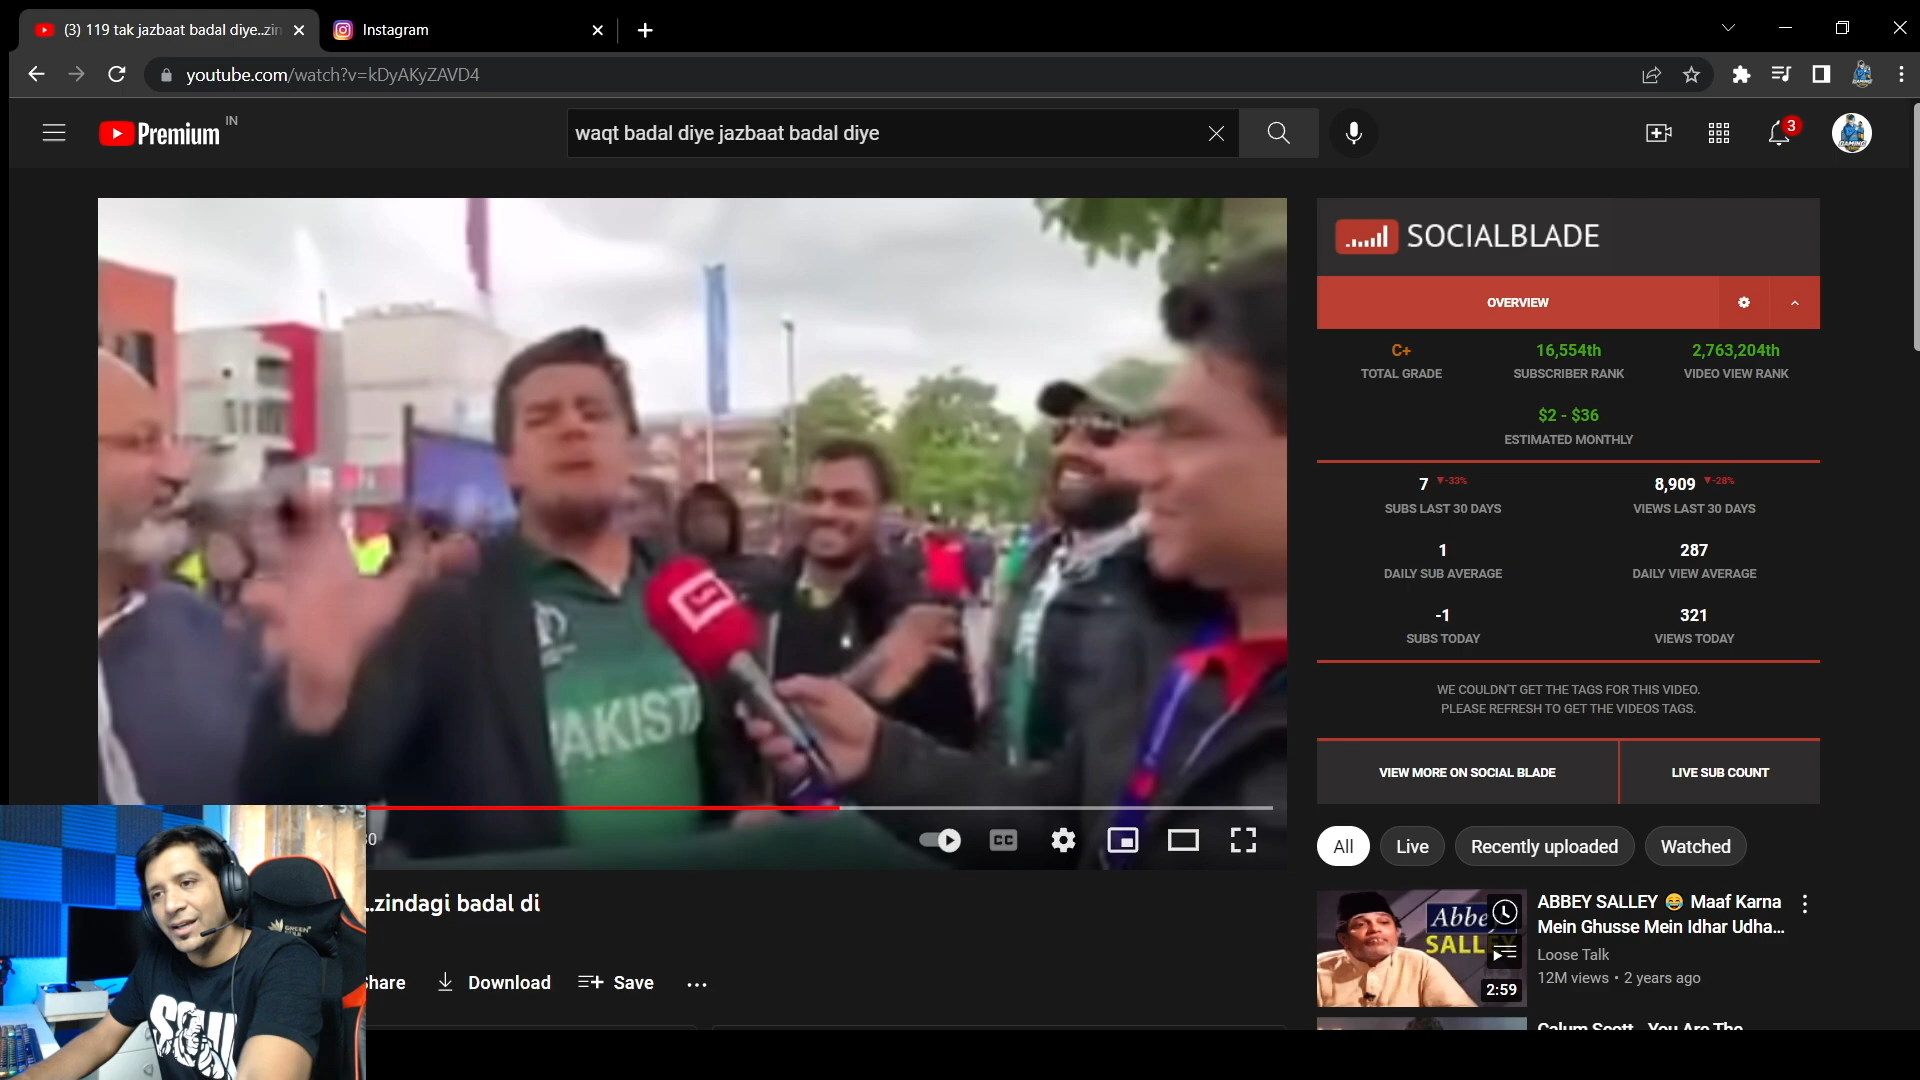 (3) 119 tak jazbaat badal diye..zin
Instagram
youtube.com/watch?v=kDyAKyZAVD4
Premium IN
waqt badal diye jazbaat badal diye
3
SOCIALBLADE
OVERVIEW
C+ 16,554th 2,763,204th
TOTAL GRADE SUBSCRIBER RANK VIDEO VIEW RANK
$2 - $36
ESTIMATED MONTHLY
7 ▼-33% 8,909 ▼-28%
SUBS LAST 30 DAYS VIEWS LAST 30 DAYS
1 287
DAILY SUB AVERAGE DAILY VIEW AVERAGE
-1 321
SUBS TODAY VIEWS TODAY
WE COULDN'T GET THE TAGS FOR THIS VIDEO.
PLEASE REFRESH TO GET THE VIDEOS TAGS.
VIEW MORE ON SOCIAL BLADE LIVE SUB COUNT
All Live Recently uploaded Watched
AKIST
CC
..zindagi badal di
hare Download Save
Abbe
SALL
2:59
ABBEY SALLEY 😂 Maaf Karna
Mein Ghusse Mein Idhar Udha...
Loose Talk
12M views • 2 years ago
Calum Scott - You Are The